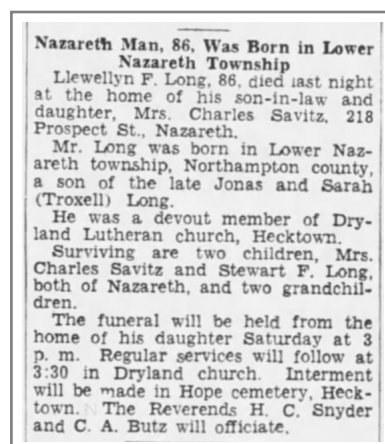 Nazareth Man, 86, Was Born in Lower
Nazareth Township
Llewellyn F. Long, 86, died last night
at the home of his son-in-law and
daughter, Mrs. Charles Savitz, 218
Prospect St., Nazareth.
Mr. Long was born in Lower Naz-
areth township, Northampton county,
a son of the late Jonas and Sarah
(Troxell) Long.
He was a devout member of Dry-
land Lutheran church, Hecktown.
Surviving are two children, Mrs.
Charles Savitz and Stewart F. Long,
both of Nazareth, and two grandchil-
dren.
The funeral will be held from the
home of his daughter Saturday at 3
p. m. Regular services will follow at
3:30 in Dryland church. Interment
will be made in Hope cemetery, Heck-
town. The Reverends H. C. Snyder
and C. A. Butz will officiate.